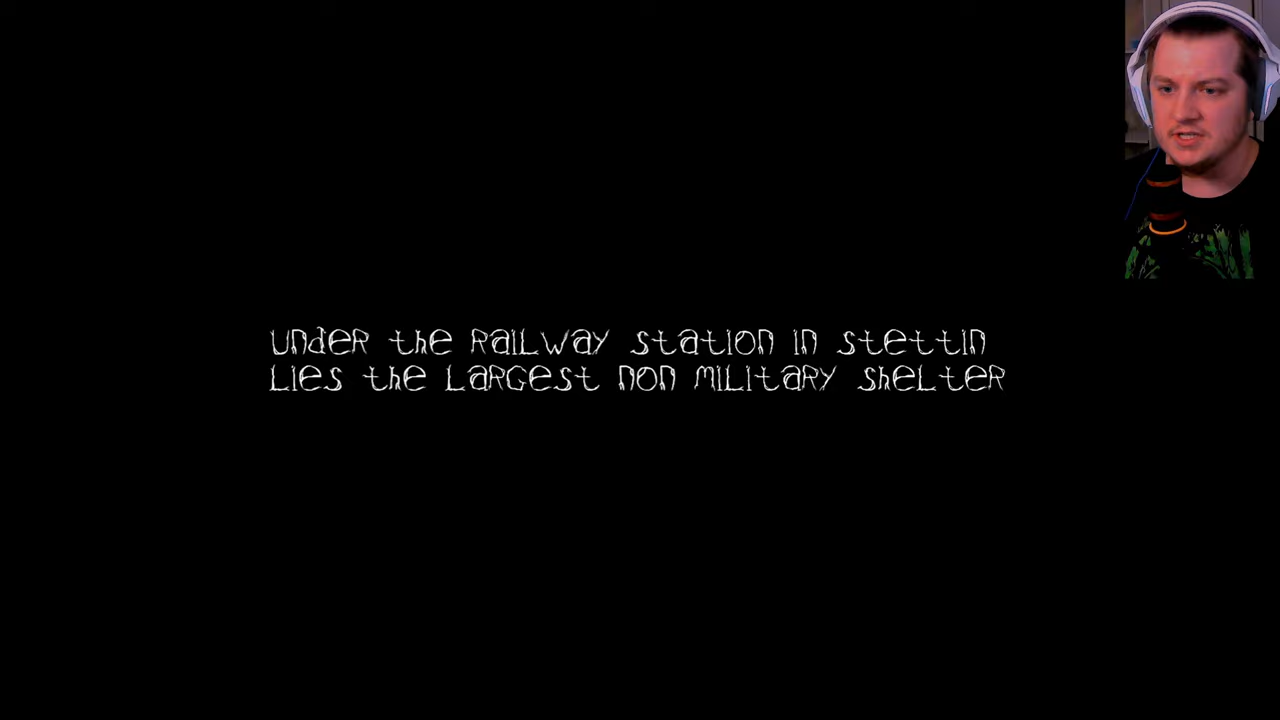 under the railway station in stettin
lies the largest non military shelter